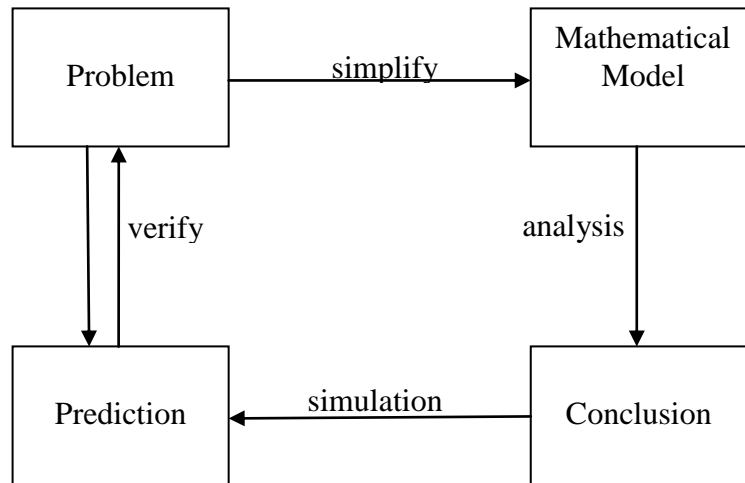 Problem
simplify
Mathematical
Model
verify
analysis
Prediction
simulation
Conclusion